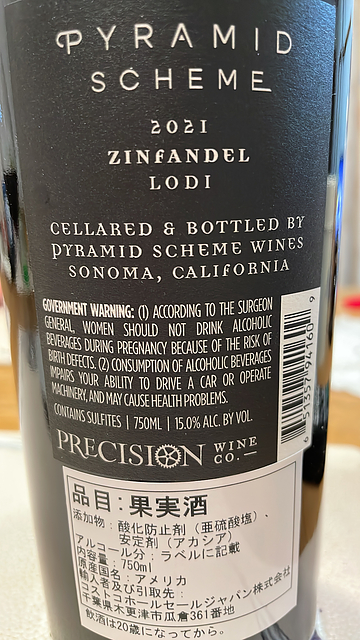 PYRAMID
SCHEME
2021
ZINFANDEL
LODI
CELLARED & BOTTLED BY
PYRAMID SCHEME WINES
SONOMA, CALIFORNIA
GOVERNMENT WARNING: (1) ACCORDING TO THE SURGEON
GENERAL, WOMEN SHOULD NOT DRINK ALCOHOLIC
BEVERAGES DURING PREGNANCY BECAUSE OF THE RISK OF
BIRTH DEFECTS. (2) CONSUMPTION OF ALCOHOLIC BEVERAGES
IMPAIRS YOUR ABILITY TO DRIVE A CAR OR OPERATE
MACHINERY, AND MAY CAUSE HEALTH PROBLEMS.
CONTAINS SULFITES | 750ML | 15.0% ALC. BY VOL.
PRECISION WINE CO.
品目:果実酒
添加物:酸化防止剤(亜硫酸塩)、
安定剤(アカシア)
アルコール分:ラベルに記載
内容量:750ml
原産国名:アメリカ
輸入者及び引取先:
コストコホールセールジャパン株式会社
千葉県木更津市瓜倉361番地
飲酒は20歳になってから。